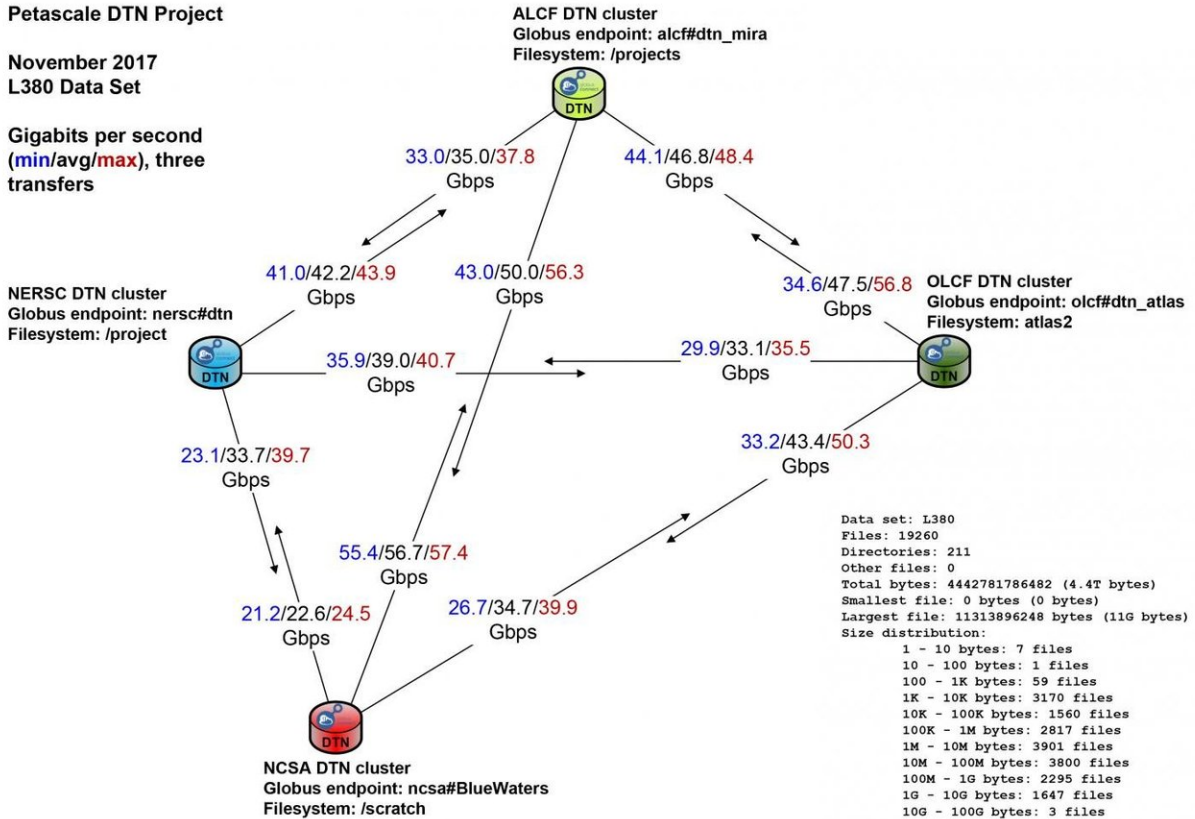 Petascale DTN Project
November 2017
L380 Data Set
Gigabits per second
(min/avg/max), three
transfers
ALCF DTN cluster
Globus endpoint: alcf#dtn_mira
Filesystem: /projects
DTN
33.0/35.0/37.8
Gbps
44.1/46.8/48.4
Gbps
41.0/42.2/43.9
Gbps
43.0/50.0/56.3
Gbps
34.6/47.5/56.8
Gbps
NERSC DTN cluster
Globus endpoint: nersc#dtn
Filesystem: /project
DTN
OLCF DTN cluster
Globus endpoint: olcf#dtn_atlas
Filesystem: atlas2
DTN
35.9/39.0/40.7
Gbps
29.9/33.1/35.5
Gbps
23.1/33.7/39.7
Gbps
33.2/43.4/50.3
Gbps
55.4/56.7/57.4
Gbps
21.2/22.6/24.5
Gbps
26.7/34.7/39.9
Gbps
DTN
NCSA DTN cluster
Globus endpoint: ncsa#BlueWaters
Filesystem: /scratch
Data set: L380
Files: 19260
Directories: 211
Other files: 0
Total bytes: 4442781786482 (4.4T bytes)
Smallest file: 0 bytes (0 bytes)
Largest file: 11313896248 bytes (11G bytes)
Size distribution:
1 - 10 bytes: 7 files
10 - 100 bytes: 1 files
100 - 1K bytes: 59 files
1K - 10K bytes: 3170 files
10K - 100K bytes: 1560 files
100K - 1M bytes: 2817 files
1M - 10M bytes: 3901 files
10M - 100M bytes: 3800 files
100M - 1G bytes: 2295 files
1G - 10G bytes: 1647 files
10G - 100G bytes: 3 files